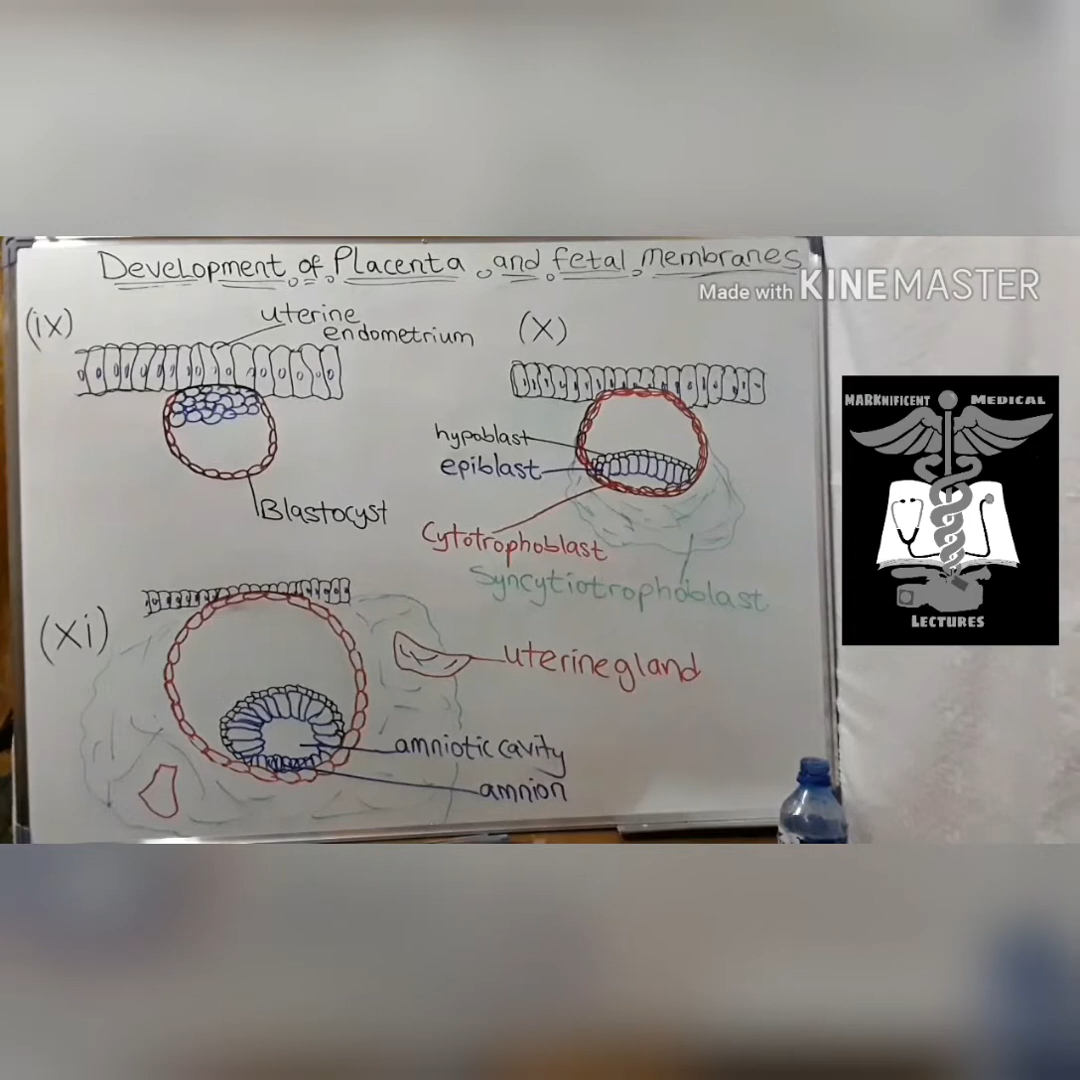 Development of Placenta and fetal membranes
Made with KINEMASTER
(ix)
uterine
endometrium
Blastocyst
(X)
hypoblast
epiblast
Cytotrophoblast
Syncytiotrophoblast
MARKNIFICENT MEDICAL
LECTURES
(xi)
uterine gland
amniotic cavity
amnion